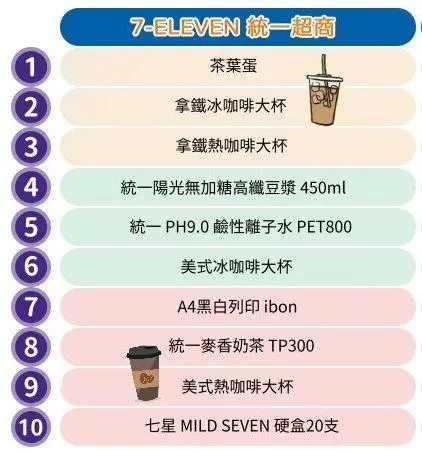 7-ELEVEN 統一超商
1 茶葉蛋
2 拿鐵冰咖啡大杯
3 拿鐵熱咖啡大杯
4 統一陽光無加糖高纖豆漿 450ml
5 統一 PH9.0 鹼性離子水 PET800
6 美式冰咖啡大杯
7 A4黑白列印 ibon
8 統一麥香奶茶 TP300
9 美式熱咖啡大杯
10 七星 MILD SEVEN 硬盒20支